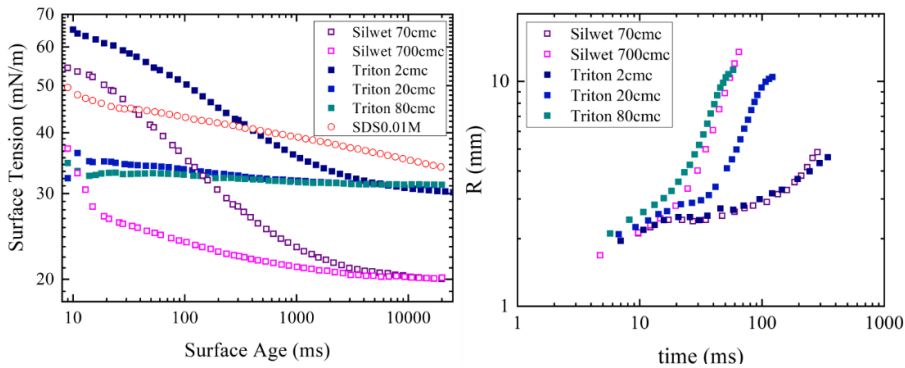 70
60
50
40
30
20
Surface Tension (mN/m)
10
100
1000
10000
Surface Age (ms)
Silwet 70cmc
Silwet 700cmc
Triton 2cmc
Triton 20cmc
Triton 80cmc
SDS0.01M
10
1
R (mm)
1
10
100
1000
time (ms)
Silwet 70cmc
Silwet 700cmc
Triton 2cmc
Triton 20cmc
Triton 80cmc